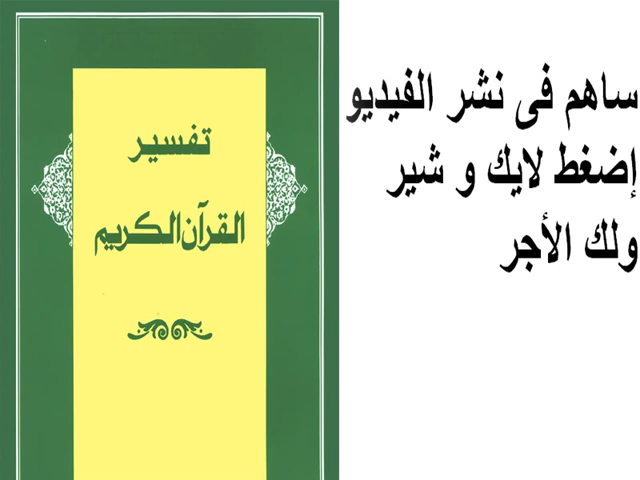 تفسير
القرآن الكريم
ساهم فى نشر الفيديو
إضغط لايك و شير
ولك الأجر